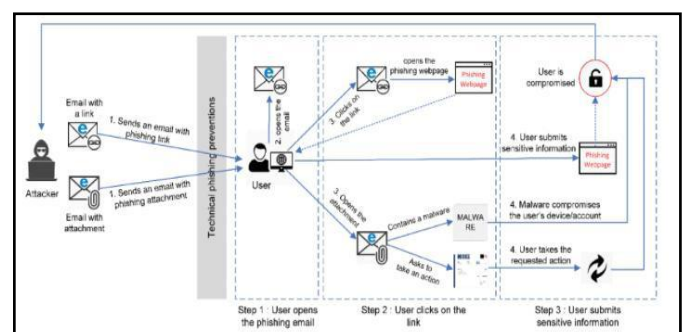 opens the
phishing webpage
Phishing
Webpage
User is
compromised
Email with
a link
1. Sends an email with
phishing link
Technical phishing preventions
2. opens the
email
3. Clicks on
the link
4. User submits
sensitive information
Phishing
Webpage
Attacker
User
1. Sends an email with
phishing attachment
Email with
attachment
3. Opens the
attachment
Contains a malware
MALWA
RE
4. Malware compromises
the user's device/account
Asks to
take an action
4. User takes the
requested action
Step 1 : User opens
the phishing email
Step 2 : User clicks on the
link
Step 3 : User submits
sensitive information